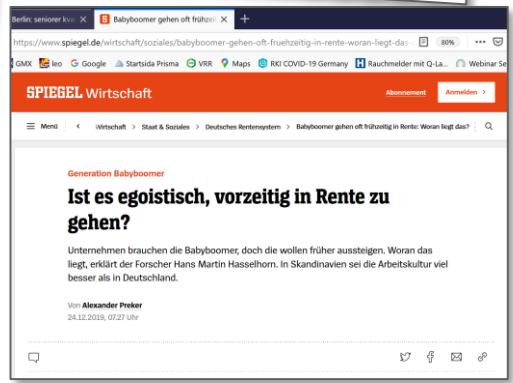 Berlin: seniorer kva
Babyboomer gehen oft frühzeit
https://www.spiegel.de/wirtschaft/soziales/babyboomer-gehen-oft-fruehzeitig-in-rente-woran-liegt-das- 80%
GMX leo Google Startsida Prisma VRR Maps RKI COVID-19 Germany Rauchmelder mit Q-La... Webinar Se
SPIEGEL Wirtschaft
Abonnement Anmelden >
Menü < Wirtschaft > Staat & Soziales > Deutsches Rentensystem > Babyboomer gehen oft frühzeitig in Rente: Woran liegt das?
Generation Babyboomer
Ist es egoistisch, vorzeitig in Rente zu
gehen?
Unternehmen brauchen die Babyboomer, doch die wollen früher aussteigen. Woran das
liegt, erklärt der Forscher Hans Martin Hasselhorn. In Skandinavien sei die Arbeitskultur viel
besser als in Deutschland.
Von Alexander Preker
24.12.2019, 07.27 Uhr